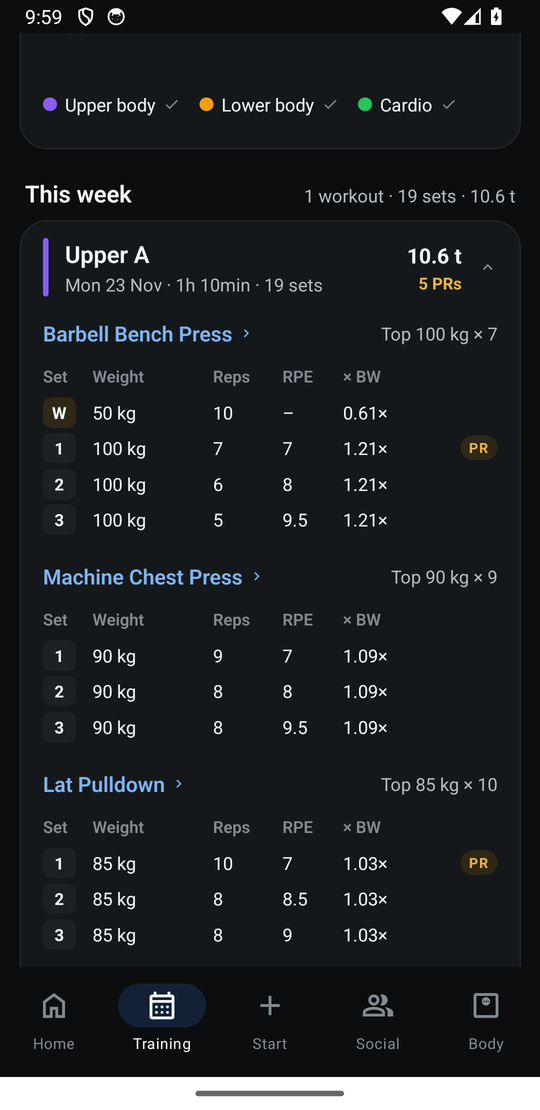 9:59
Upper body ✓ Lower body ✓ Cardio ✓
This week 1 workout · 19 sets · 10.6 t
Upper A 10.6 t
Mon 23 Nov · 1h 10min · 19 sets 5 PRs
Barbell Bench Press › Top 100 kg × 7
Set Weight Reps RPE × BW
W 50 kg 10 – 0.61×
1 100 kg 7 7 1.21× PR
2 100 kg 6 8 1.21×
3 100 kg 5 9.5 1.21×
Machine Chest Press › Top 90 kg × 9
Set Weight Reps RPE × BW
1 90 kg 9 7 1.09×
2 90 kg 8 8 1.09×
3 90 kg 8 9.5 1.09×
Lat Pulldown › Top 85 kg × 10
Set Weight Reps RPE × BW
1 85 kg 10 7 1.03× PR
2 85 kg 8 8.5 1.03×
3 85 kg 8 9 1.03×
Home Training Start Social Body